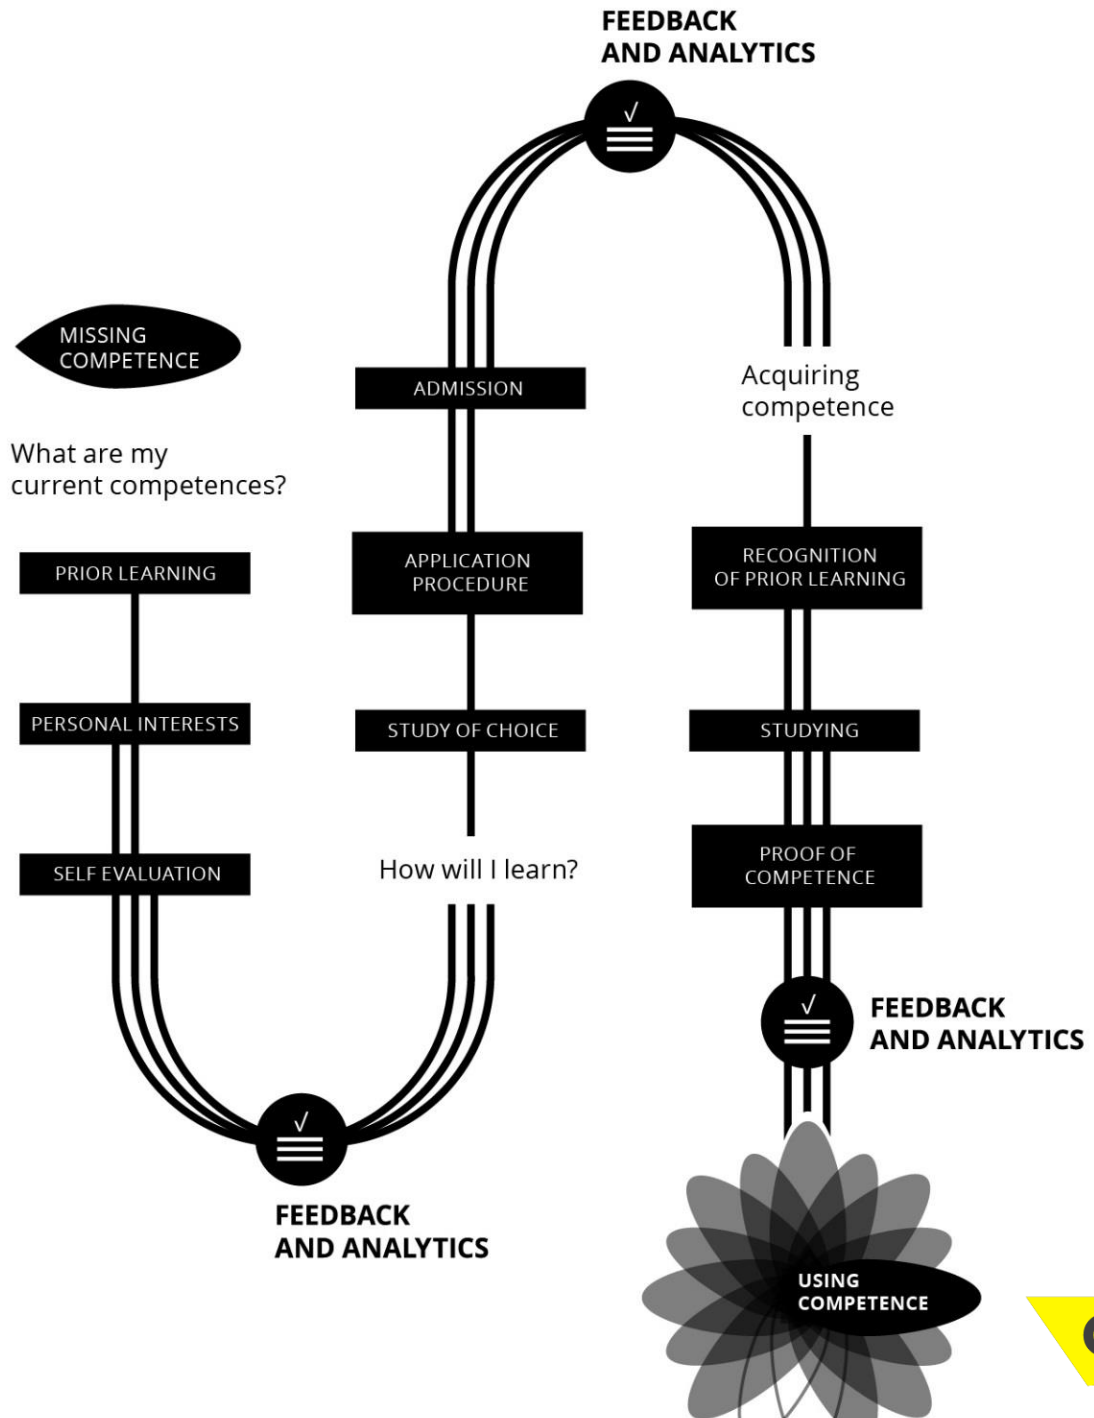 MISSING
COMPETENCE
What are my
current competences?
PRIOR LEARNING
PERSONAL INTERESTS
SELF EVALUATION
√
FEEDBACK
AND ANALYTICS
How will I learn?
STUDY OF CHOICE
APPLICATION
PROCEDURE
ADMISSION
FEEDBACK
AND ANALYTICS
√
Acquiring
competence
RECOGNITION
OF PRIOR LEARNING
STUDYING
PROOF OF
COMPETENCE
√
FEEDBACK
AND ANALYTICS
USING
COMPETENCE